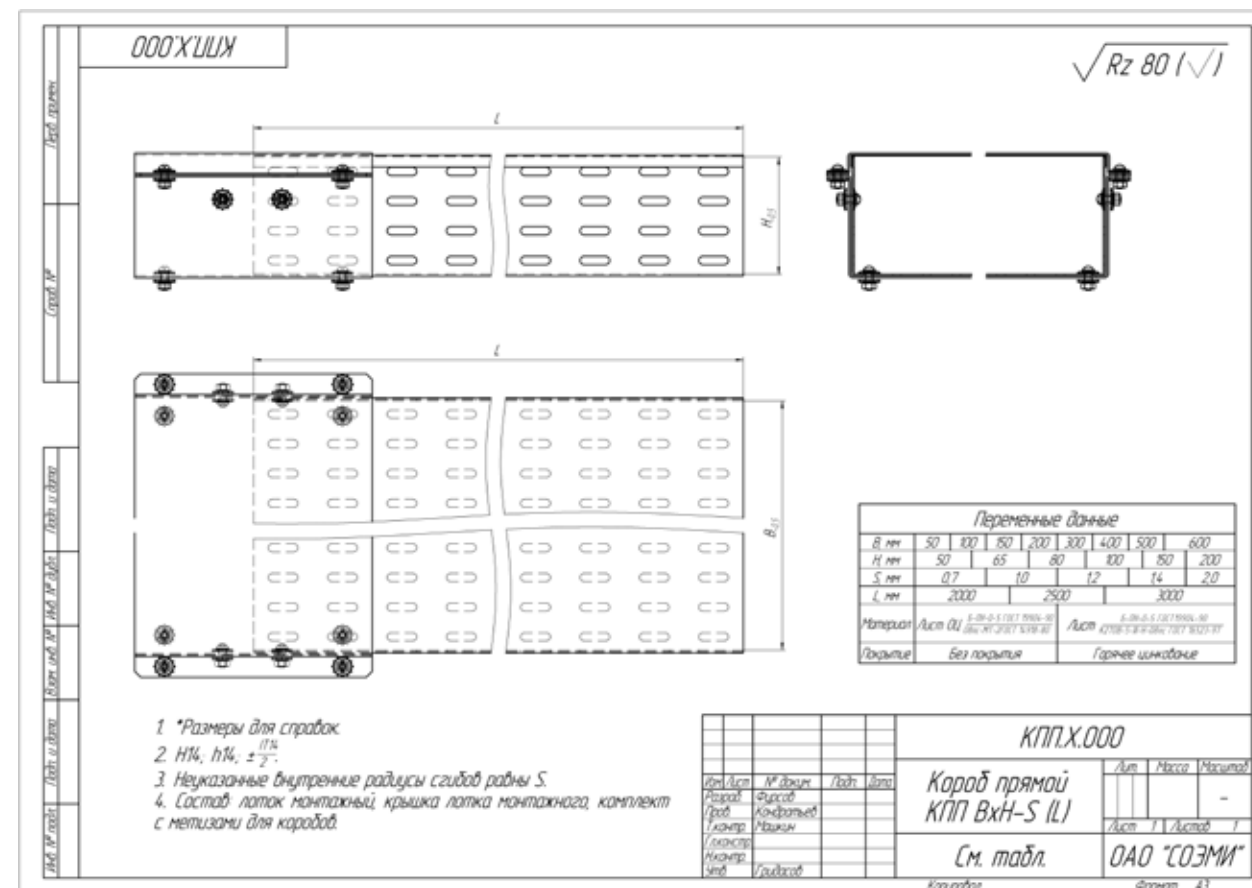 КПП.X.000
√ Rz 80 (√)
Перв. примен.
Справ. №
Подп. и дата
Инв. № дубл.
Взам. инв. №
Подп. и дата
Инв. № подл.
L
H-0,5
L
B-0,5
Переменные данные
B, мм 50 100 150 200 300 400 500 600
H, мм 50 65 80 100 150 200
S, мм 0,7 1,0 1,2 1,4 2,0
L, мм 2000 2500 3000
Материал Лист ОЦ Лист
Покрытие Без покрытия Горячее цинкование
1. *Размеры для справок.
2. H14; h14; ± IT14/2.
3. Неуказанные внутренние радиусы сгибов равны S.
4. Состав: лоток монтажный, крышка лотка монтажного, комплект
с метизами для коробов.
КПП.X.000
Изм. Лист № докум. Подп. Дата
Разраб. Фурсов
Пров. Кондратьев
Т.контр. Машкин
Гл.констр.
Н.контр.
Утв. Гридасов
Короб прямой
КПП BxH-S (L)
Лит. Масса Масштаб
-
Лист 1 Листов 1
См. табл.
ОАО "СОЭМИ"
Копировал Формат A3